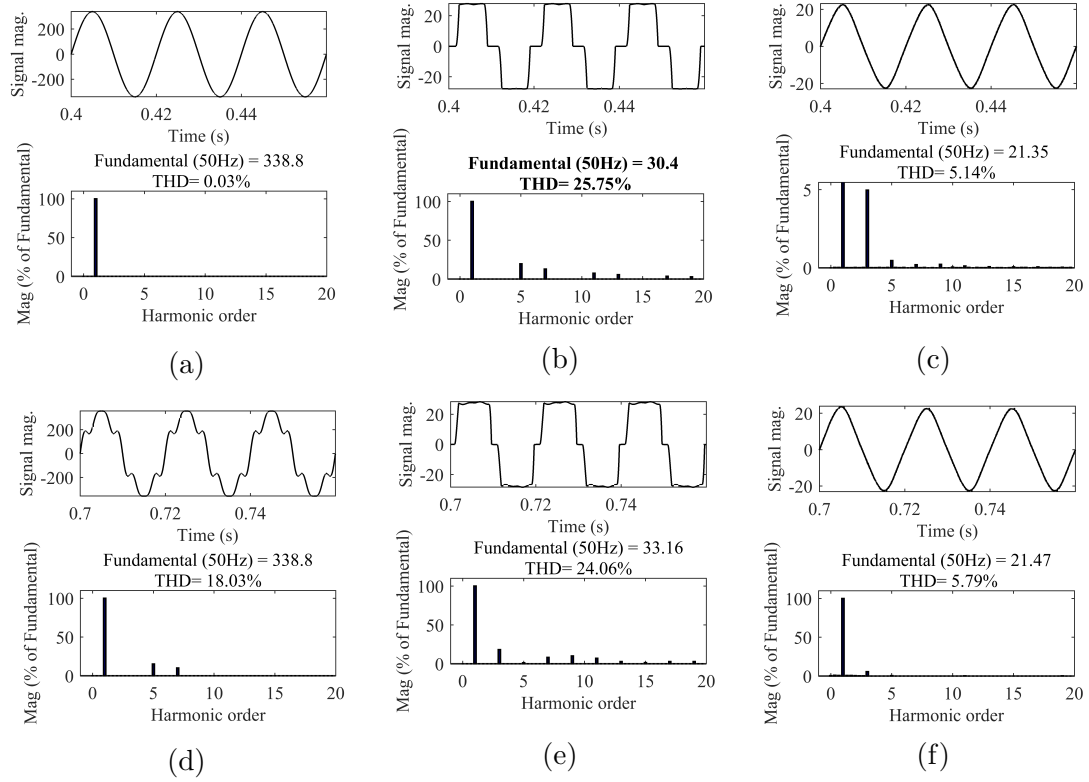 Signal mag.
200
0
-200
0.4 0.42 0.44
Time (s)
Fundamental (50Hz) = 338.8
THD= 0.03%
Mag (% of Fundamental)
100
50
0
0 5 10 15 20
Harmonic order
(a)
Signal mag.
20
0
-20
0.4 0.42 0.44
Time (s)
Fundamental (50Hz) = 30.4
THD= 25.75%
Mag (% of Fundamental)
100
50
0
0 5 10 15 20
Harmonic order
(b)
Signal mag.
20
0
-20
0.4 0.42 0.44
Time (s)
Fundamental (50Hz) = 21.35
THD= 5.14%
Mag (% of Fundamental)
5
0
0 5 10 15 20
Harmonic order
(c)
Signal mag.
200
0
-200
0.7 0.72 0.74
Time (s)
Fundamental (50Hz) = 338.8
THD= 18.03%
Mag (% of Fundamental)
100
50
0
0 5 10 15 20
Harmonic order
(d)
Signal mag.
20
0
-20
0.7 0.72 0.74
Time (s)
Fundamental (50Hz) = 33.16
THD= 24.06%
Mag (% of Fundamental)
100
50
0
0 5 10 15 20
Harmonic order
(e)
Signal mag.
20
0
-20
0.7 0.72 0.74
Time (s)
Fundamental (50Hz) = 21.47
THD= 5.79%
Mag (% of Fundamental)
100
50
0
0 5 10 15 20
Harmonic order
(f)